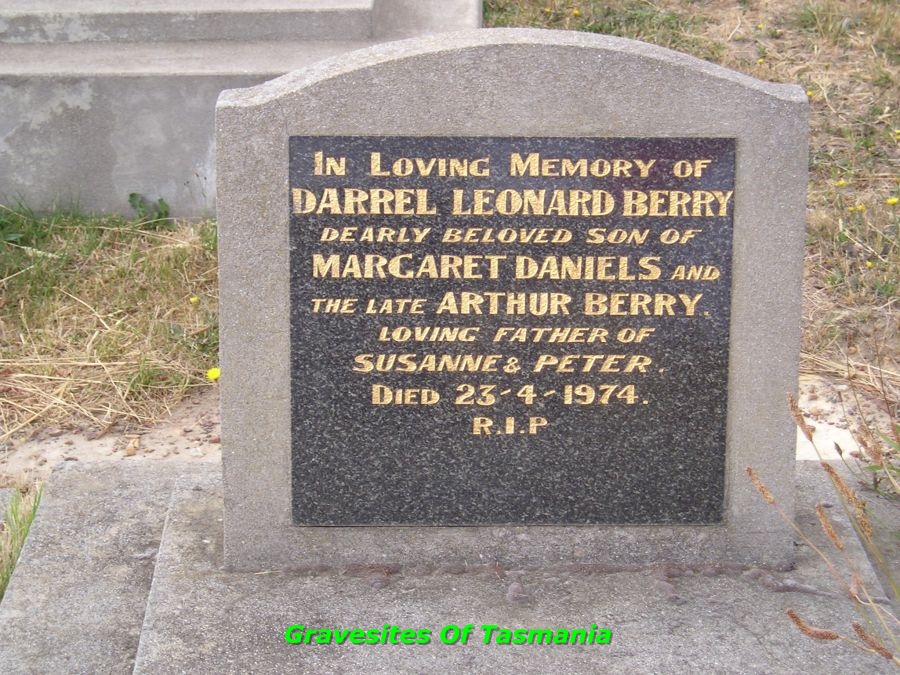 In Loving Memory of
DARREL LEONARD BERRY
DEARLY BELOVED SON OF
MARGARET DANIELS AND
THE LATE ARTHUR BERRY.
LOVING FATHER OF
SUSANNE & PETER.
Died 23-4-1974.
R.I.P
Gravesites Of Tasmania